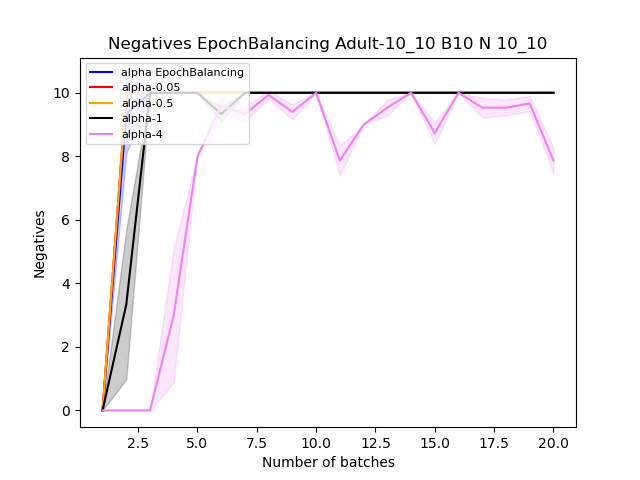 Negatives EpochBalancing Adult-10_10 B10 N 10_10
alpha EpochBalancing
alpha-0.05
alpha-0.5
alpha-1
alpha-4
10
8
6
4
2
0
Negatives
2.5 5.0 7.5 10.0 12.5 15.0 17.5 20.0
Number of batches